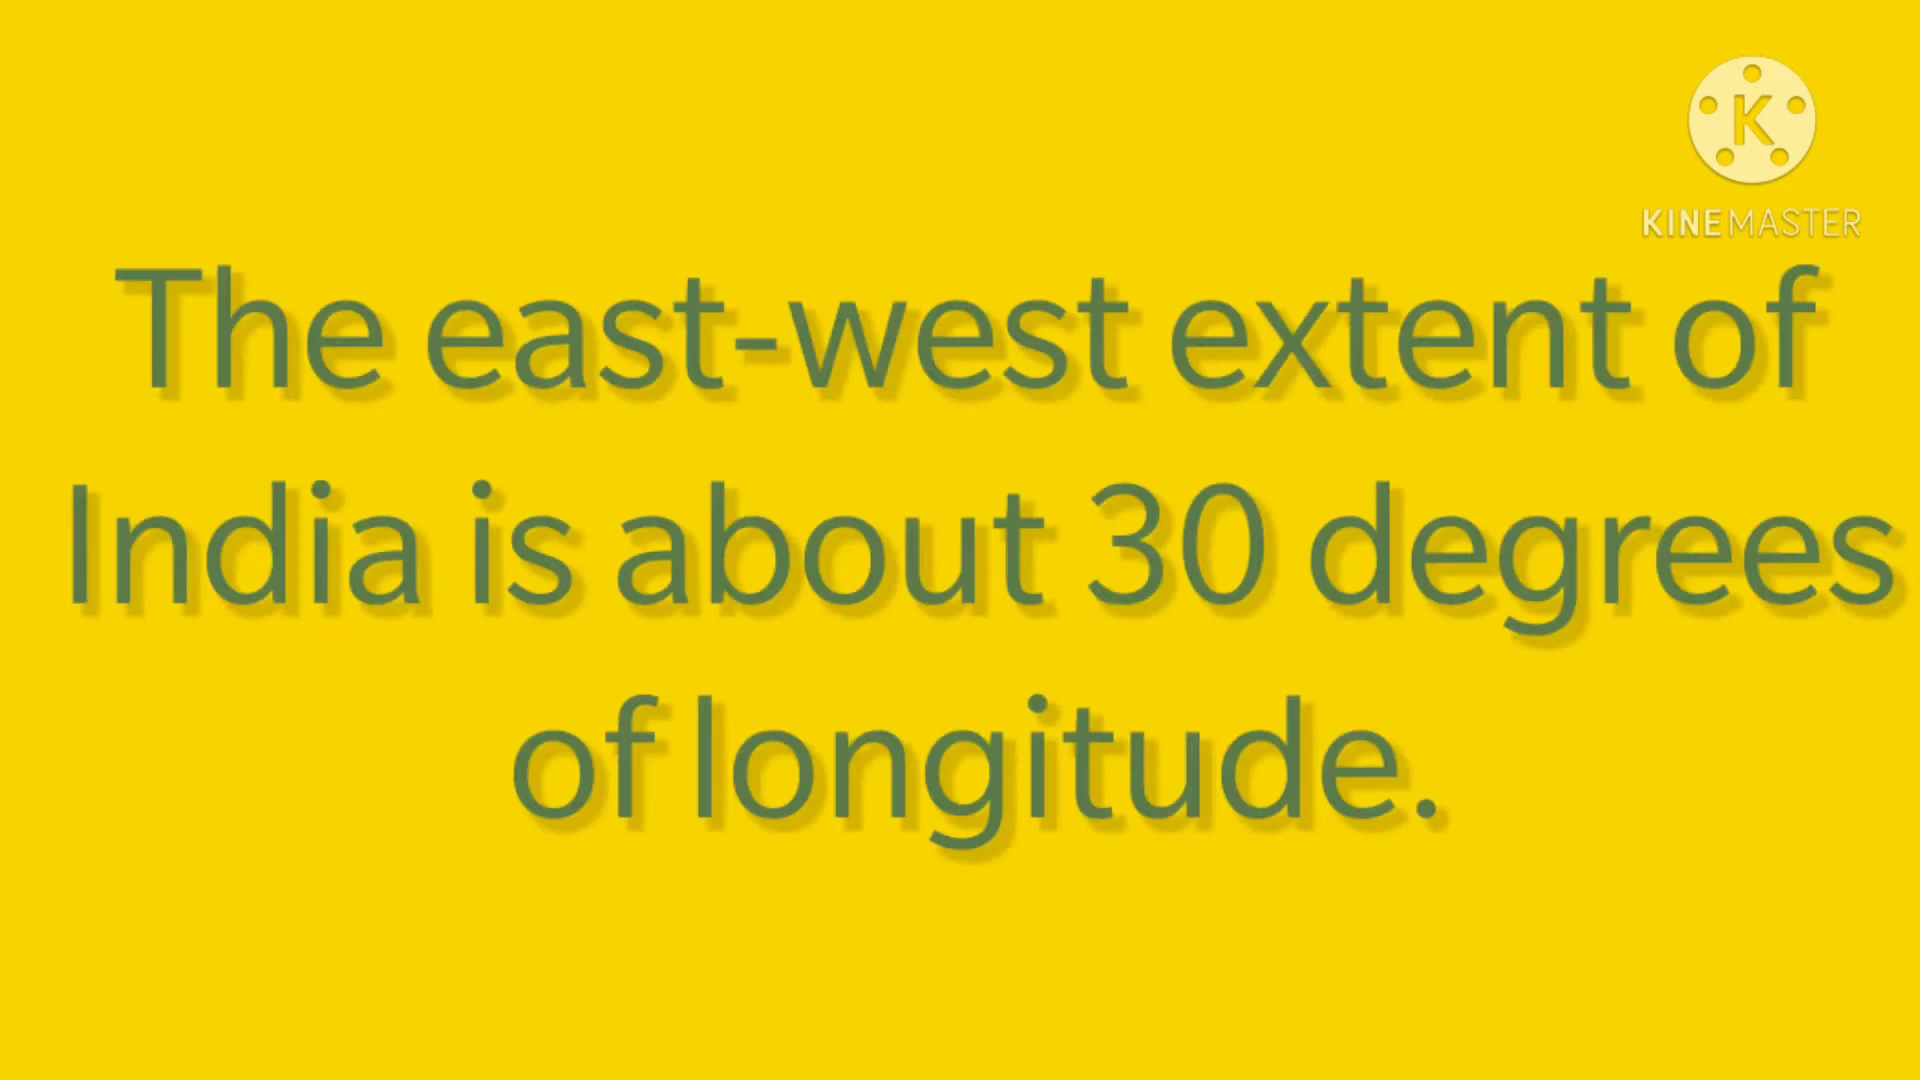 K
KINEMASTER
The east-west extent of
India is about 30 degrees
of longitude.